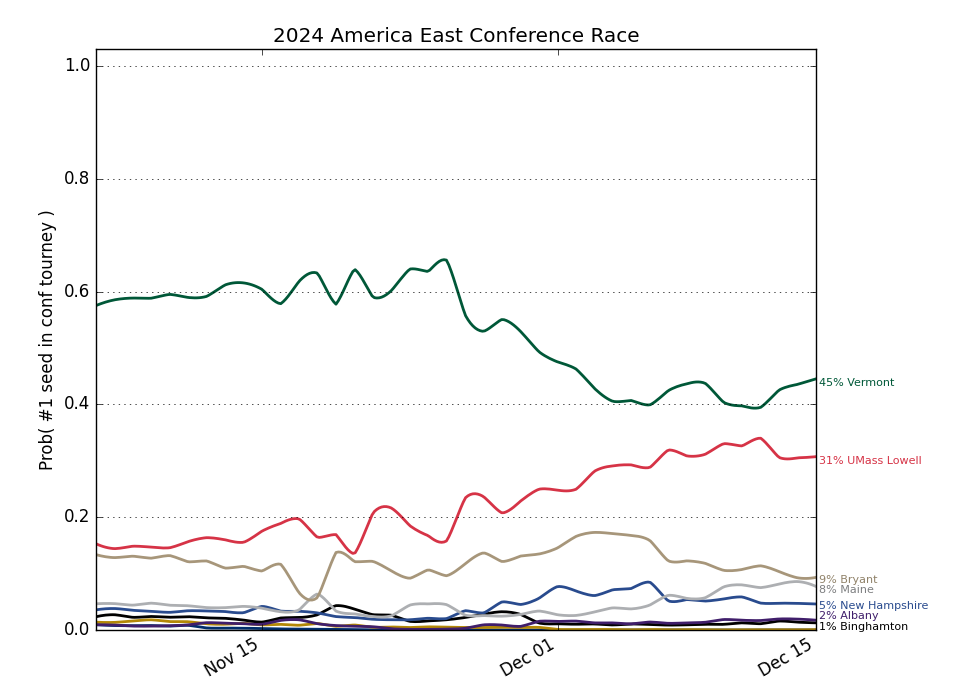 2024 America East Conference Race
Prob( #1 seed in conf tourney )
1.0
0.8
0.6
0.4
0.2
0.0
45% Vermont
31% UMass Lowell
9% Bryant
8% Maine
5% New Hampshire
2% Albany
1% Binghamton
Nov 15
Dec 01
Dec 15